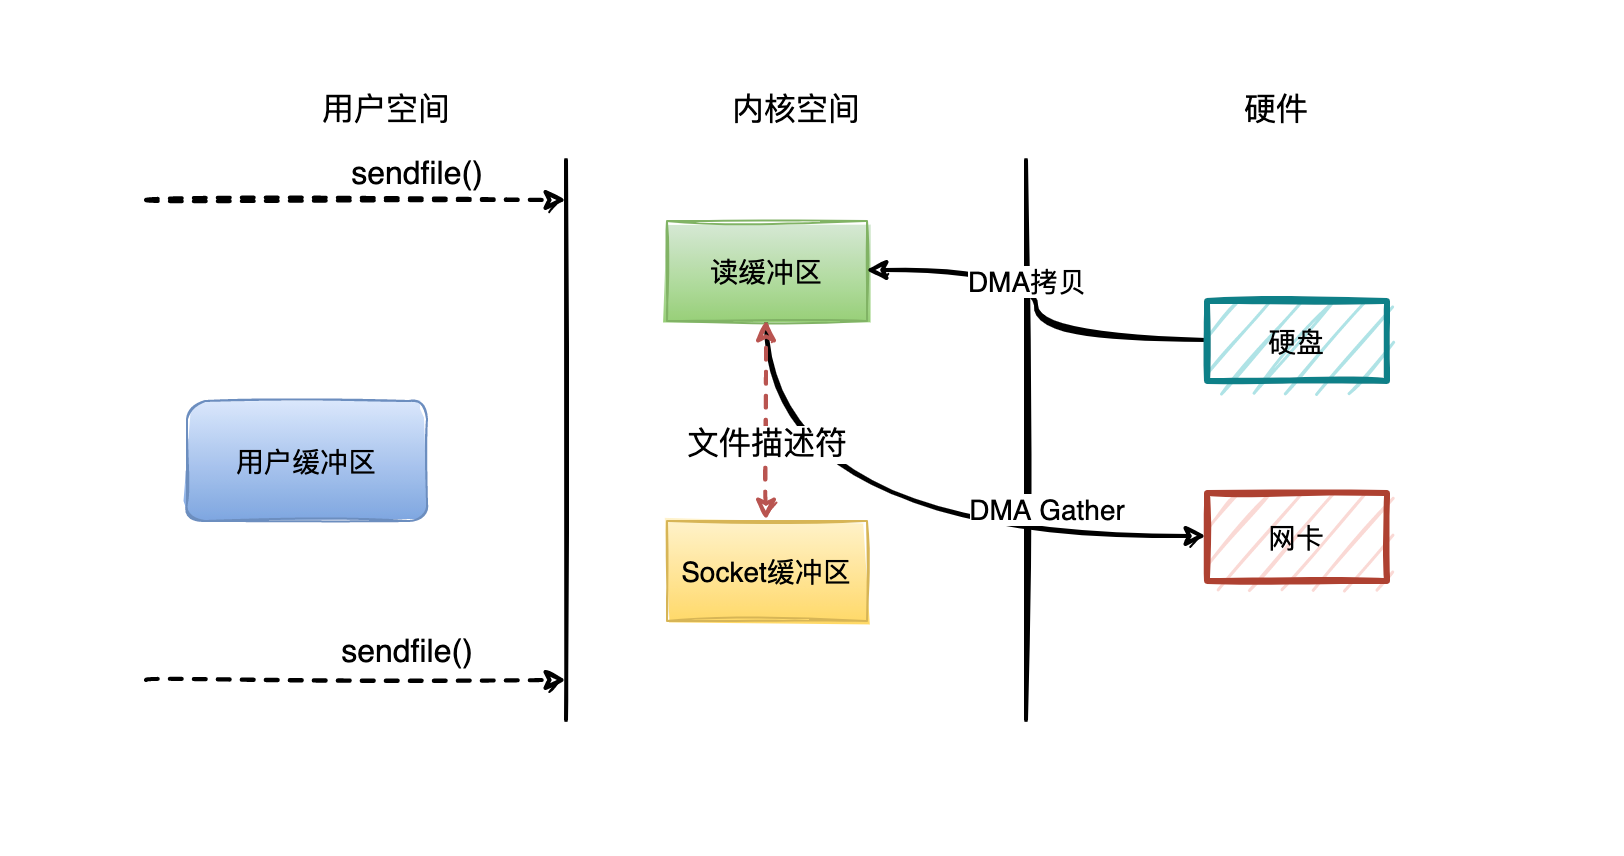 用户空间
内核空间
硬件
sendfile()
读缓冲区
DMA拷贝
硬盘
用户缓冲区
文件描述符
DMA Gather
网卡
Socket缓冲区
sendfile()